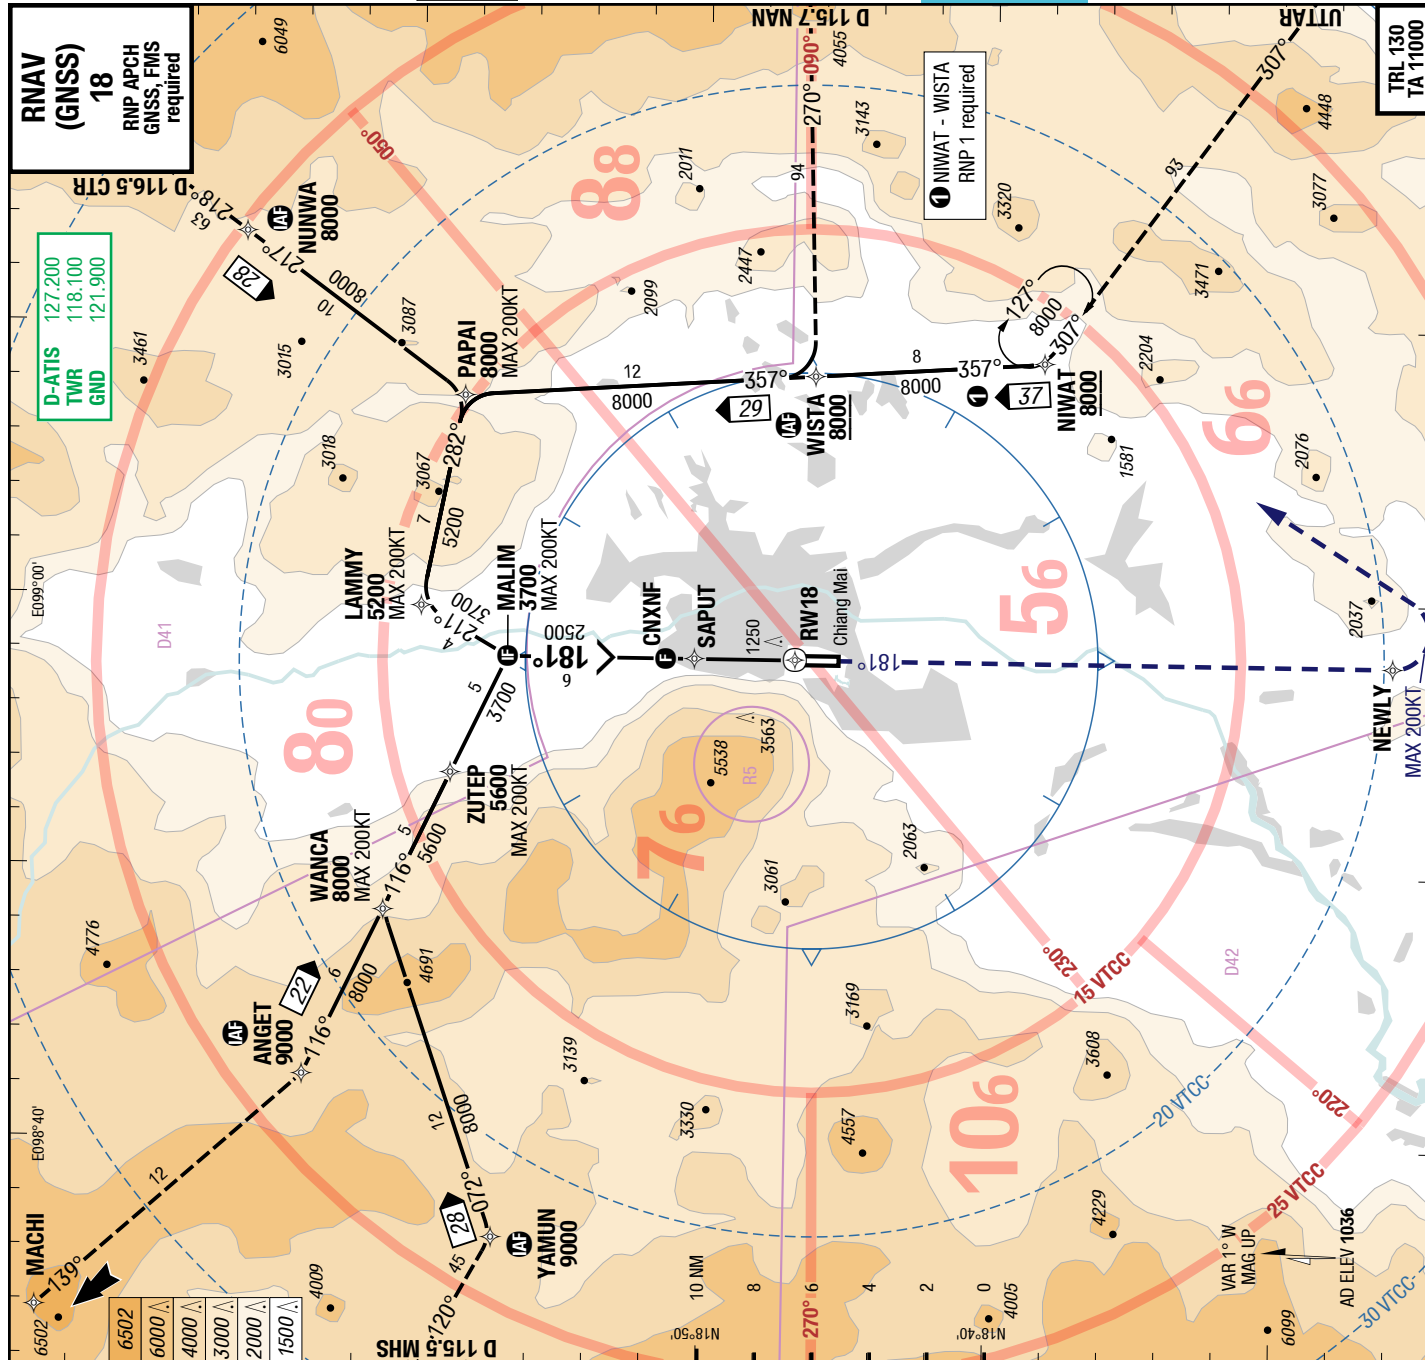 RNAV
(GNSS)
18
RNP APCH
GNSS, FMS
required
D-ATIS 127.200
TWR 118.100
GND 121.900
TRL 130
TA 11000
1 NIWAT - WISTA
RNP 1 required
6049
D 116.5 CTR
218°
63
IAF
NUNWA
8000
217°
28
8000
10
050°
3461
3015
3087
PAPAI
8000
MAX 200KT
88
2011
2099
2447
3143
4055
D 115.7 NAN
090°
270°
94
UTTAR
307°
93
4448
3077
3320
3471
127°
8000
307°
2204
NIWAT
8000
37
1
357°
8
8000
IAF
WISTA
8000
29
357°
12
8000
1581
66
2076
E099°00'
D41
3018
3067
282°
7
5200
LAMMY
5200
MAX 200KT
211°
4
3700
IF
MALIM
3700
MAX 200KT
181°
6
2500
F
CNXNF
SAPUT
1250
RW18
Chiang Mai
181°
56
2037
NEWLY
MAX 200KT
80
5
3700
ZUTEP
5600
MAX 200KT
5
5600
116°
WANCA
8000
MAX 200KT
5538
3563
R5
76
3061
2063
4776
22
6
8000
116°
IAF
ANGET
9000
4691
230°
15 VTCC
D42
3169
3608
220°
3139
3330
4557
106
20 VTCC
4229
25 VTCC
30 VTCC
E098°40'
12
8000
072°
28
IAF
YAMUN
9000
45
120°
D 115.5 MHS
MACHI
139°
12
6502
4009
6502
6000
4000
3000
2000
1500
N18°50'
10 NM
8
6
4
2
0
270°
N18°40'
4005
VAR 1° W
MAG UP
AD ELEV 1036
6099